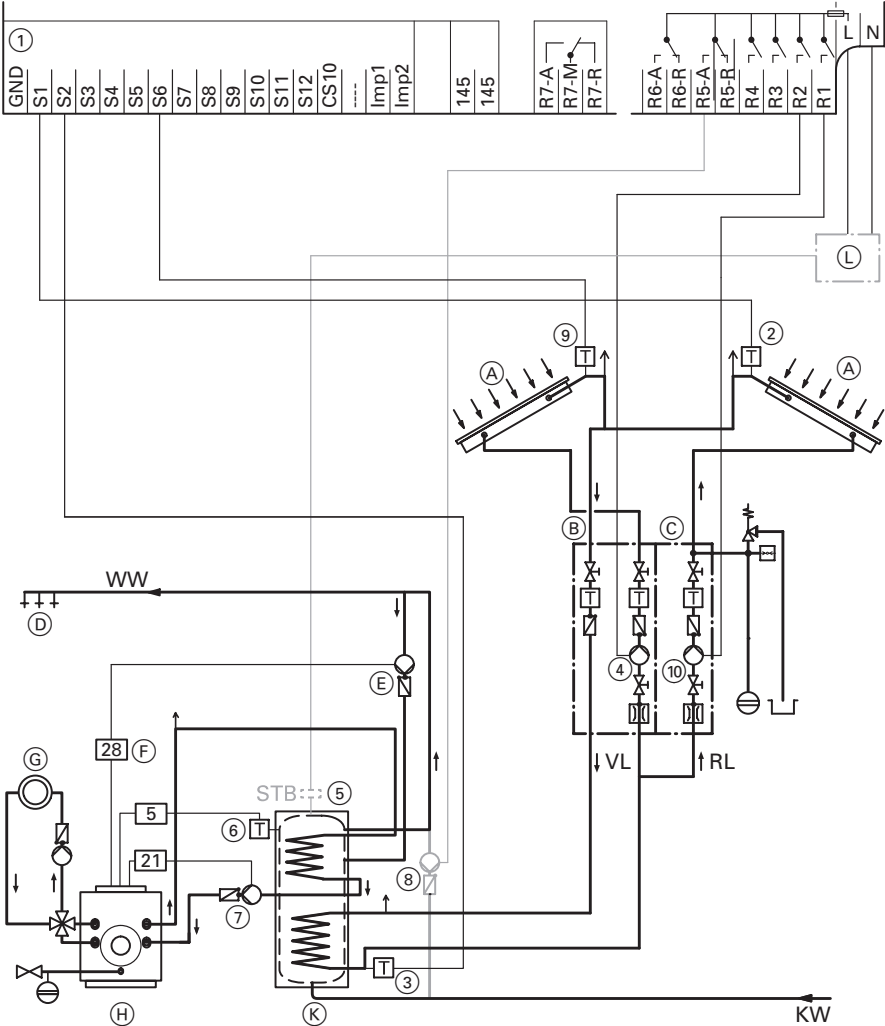 1
L N
GND S1 S2 S3 S4 S5 S6 S7 S8 S9 S10 S11 S12 CS10 ---- Imp1 Imp2 145 145 R7-A R7-M R7-R R6-A R6-R R5-A R5-R R4 R3 R2 R1
L
9 2
A A
T T
B C
WW
D
T T T
E 4 10
28 F
G
VL RL
STB 5
5 6 T
21 8
7
T 3
H K
KW